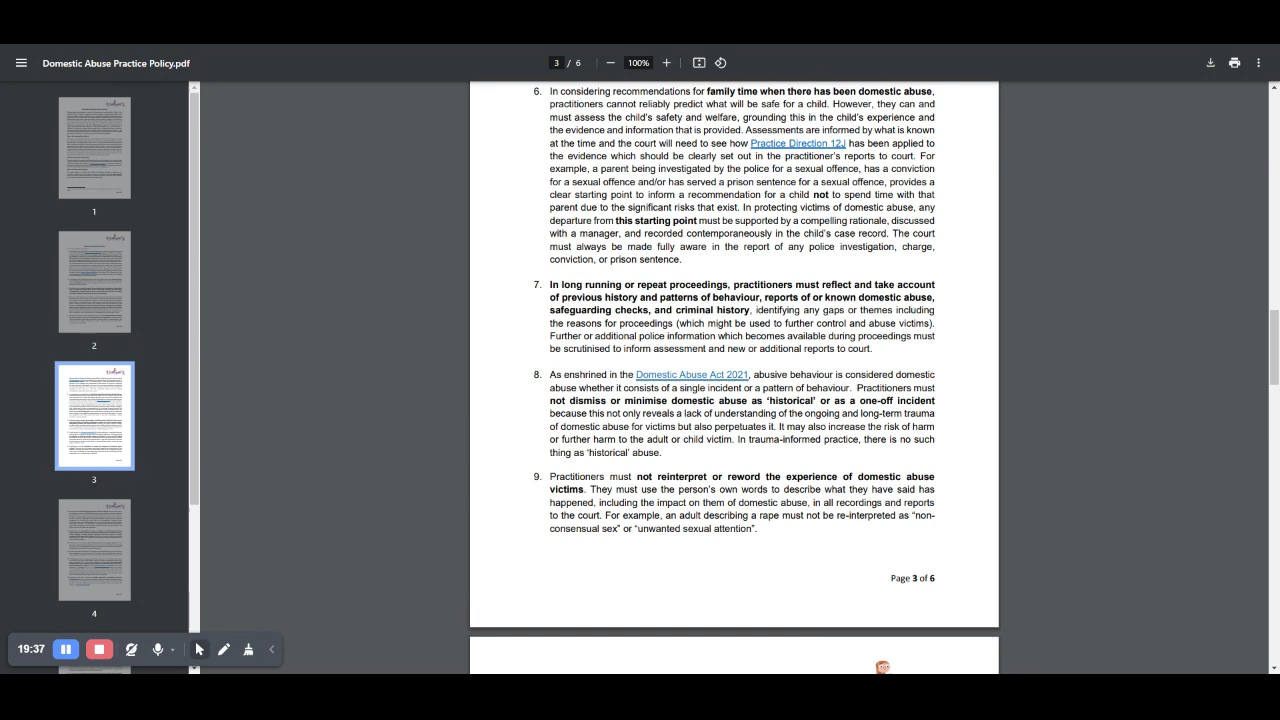 Domestic Abuse Practice Policy.pdf
3 / 6
100%
1
2
3
4
6. In considering recommendations for family time when there has been domestic abuse,
practitioners cannot reliably predict what will be safe for a child. However, they can and
must assess the child's safety and welfare, grounding this in the child's experience and
the evidence and information that is provided. Assessments are informed by what is known
at the time and the court will need to see how Practice Direction 12J has been applied to
the evidence which should be clearly set out in the practitioner's reports to court. For
example, a parent being investigated by the police for a sexual offence, has a conviction
for a sexual offence and/or has served a prison sentence for a sexual offence, provides a
clear starting point to inform a recommendation for a child not to spend time with that
parent due to the significant risks that exist. In protecting victims of domestic abuse, any
departure from this starting point must be supported by a compelling rationale, discussed
with a manager, and recorded contemporaneously in the child's case record. The court
must always be made fully aware in the report of any police investigation, charge,
conviction, or prison sentence.
7. In long running or repeat proceedings, practitioners must reflect and take account
of previous history and patterns of behaviour, reports of or known domestic abuse,
safeguarding checks, and criminal history, identifying any gaps or themes including
the reasons for proceedings (which might be used to further control and abuse victims).
Further or additional police information which becomes available during proceedings must
be scrutinised to inform assessment and new or additional reports to court.
8. As enshrined in the Domestic Abuse Act 2021, abusive behaviour is considered domestic
abuse whether it consists of a single incident or a pattern of behaviour. Practitioners must
not dismiss or minimise domestic abuse as 'historical' or as a one-off incident
because this not only reveals a lack of understanding of the ongoing and long-term trauma
of domestic abuse for victims but also perpetuates it. It may also increase the risk of harm
or further harm to the adult or child victim. In trauma-informed practice, there is no such
thing as 'historical' abuse.
9. Practitioners must not reinterpret or reword the experience of domestic abuse
victims. They must use the person's own words to describe what they have said has
happened, including the impact on them of domestic abuse, in all recordings and reports
to the court. For example, an adult describing a rape must not be re-interpreted as "non-
consensual sex" or "unwanted sexual attention".
Page 3 of 6
19:37